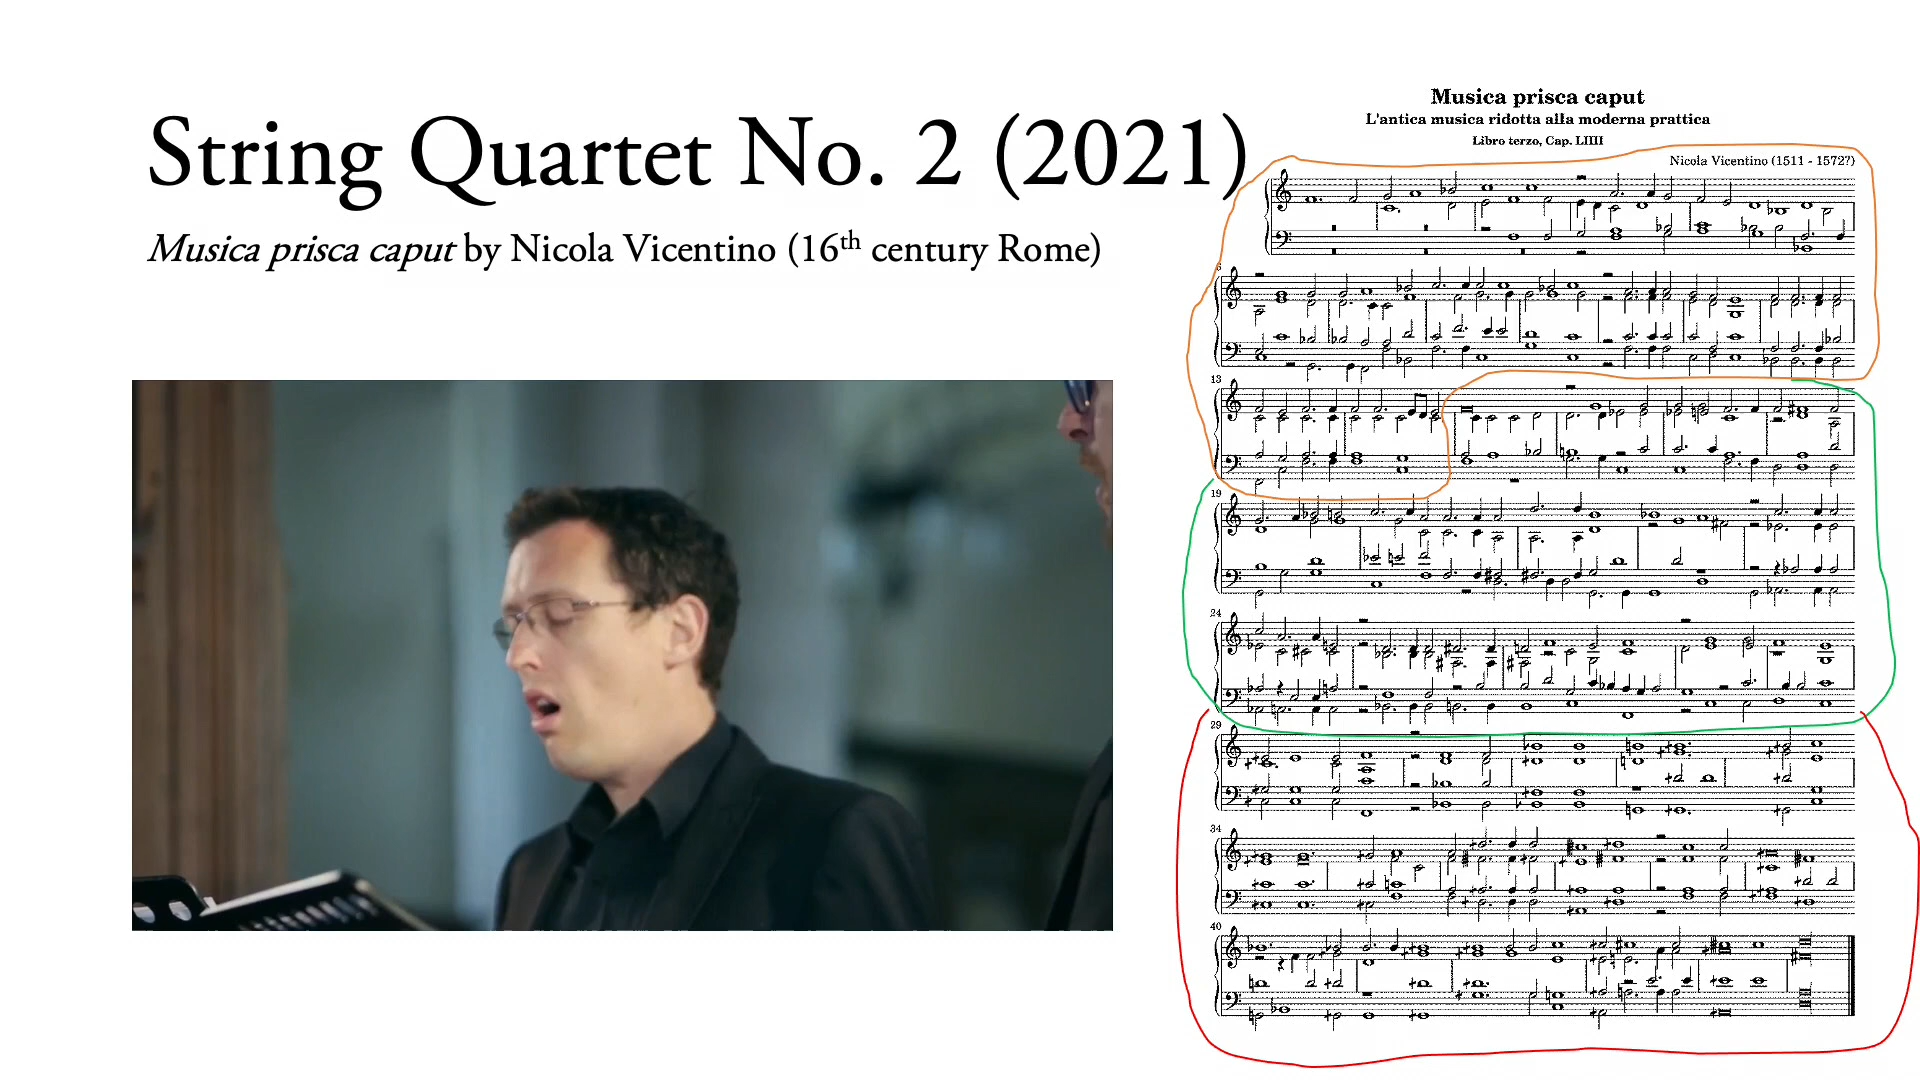 String Quartet No. 2 (2021)
Musica prisca caput by Nicola Vicentino (16th century Rome)
Musica prisca caput
L'antica musica ridotta alla moderna prattica
Libro terzo, Cap. LIIII
Nicola Vicentino (1511 - 1572?)
6
13
19
24
29
34
40